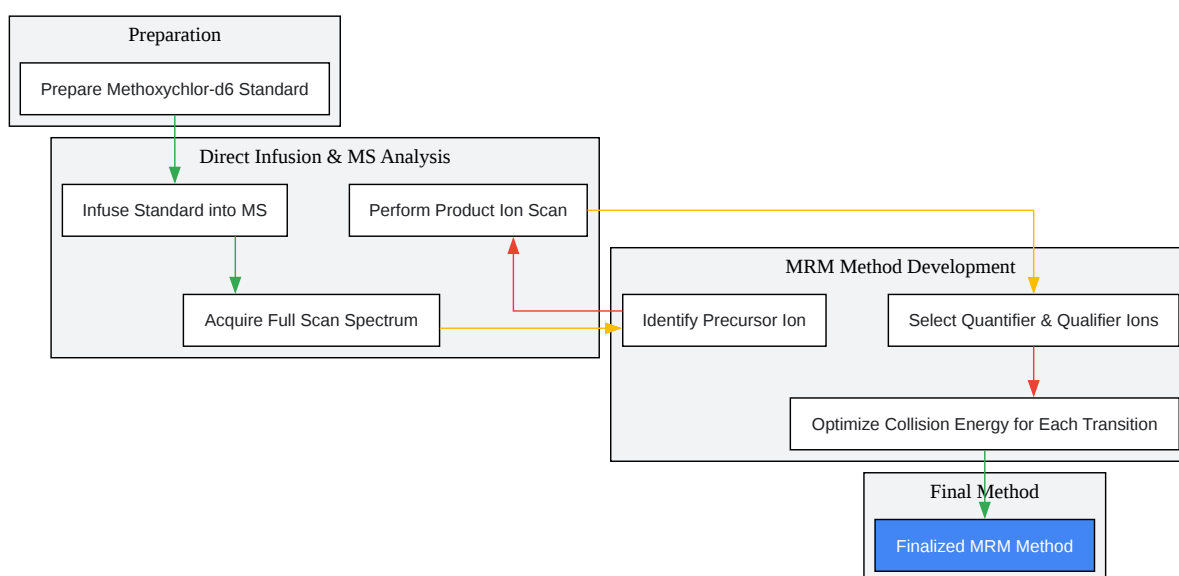 Preparation
Prepare Methoxychlor-d6 Standard
Direct Infusion & MS Analysis
Infuse Standard into MS
Perform Product Ion Scan
Acquire Full Scan Spectrum
MRM Method Development
Identify Precursor Ion
Select Quantifier & Qualifier Ions
Optimize Collision Energy for Each Transition
Final Method
Finalized MRM Method